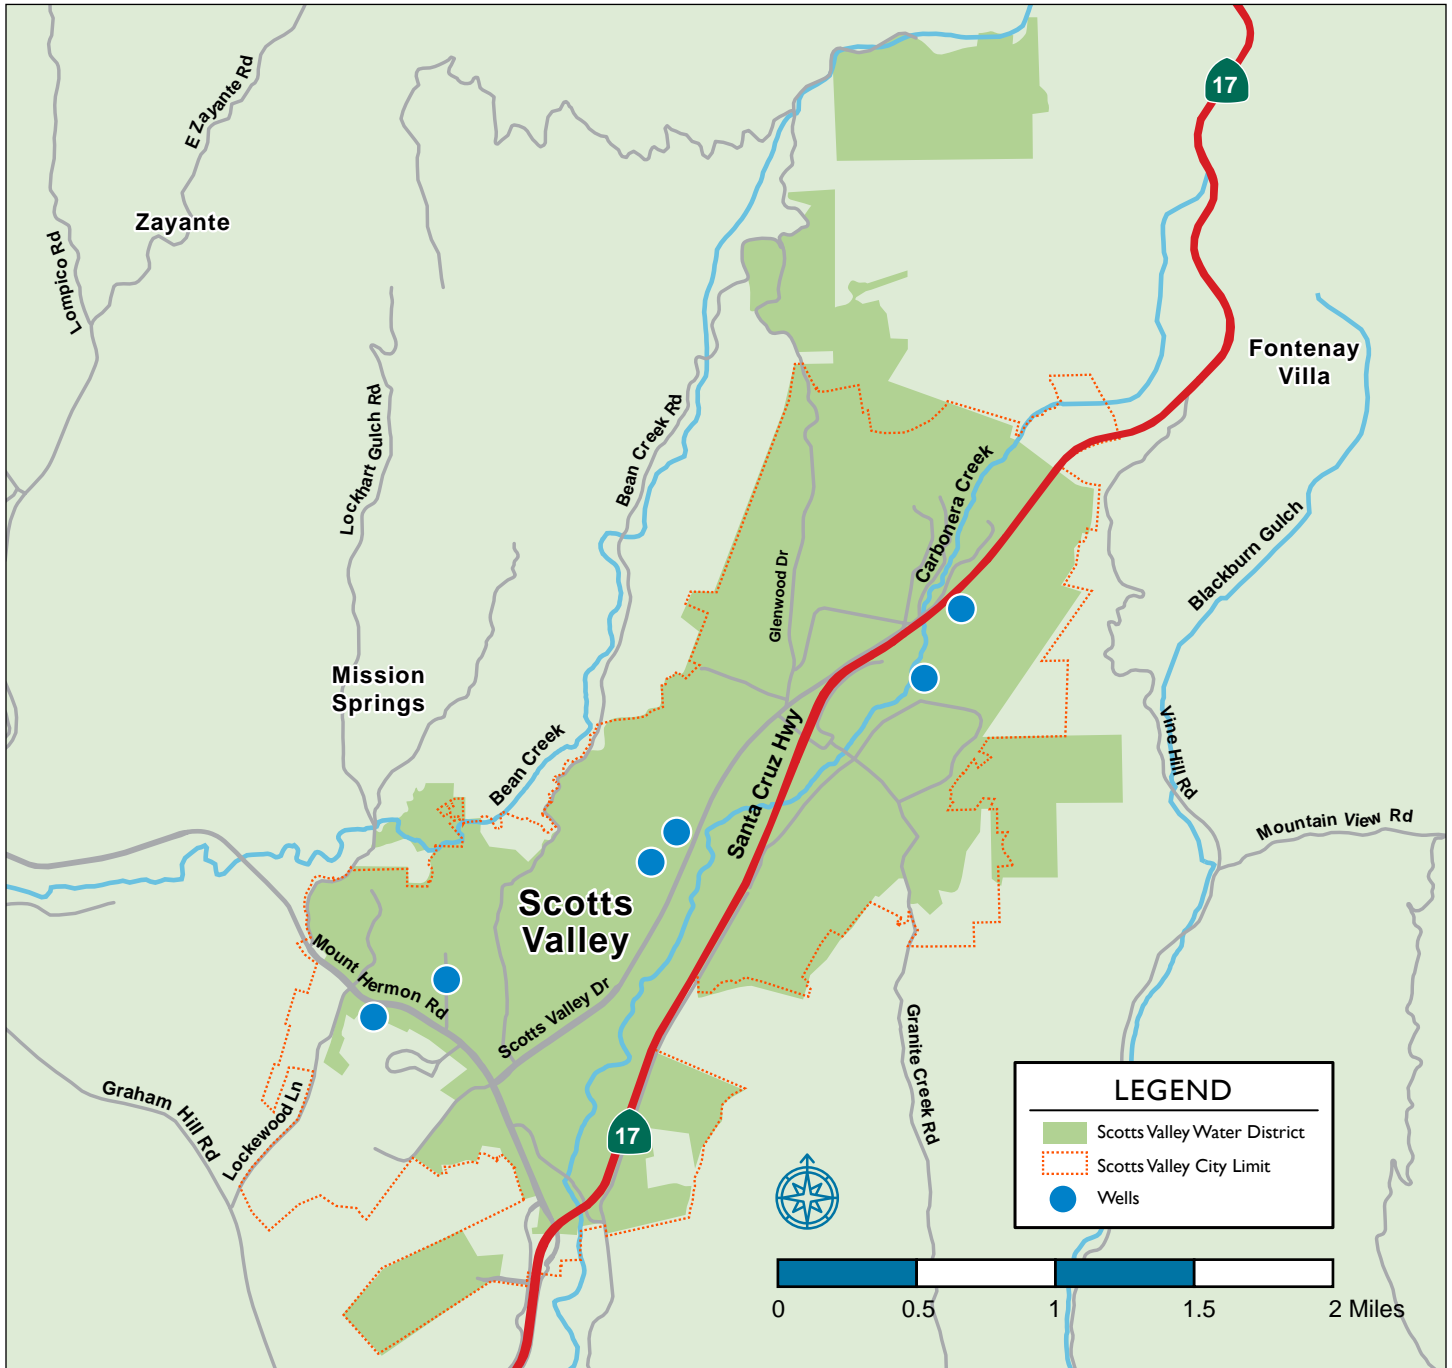 17
E Zayante Rd
Zayante
Lompico Rd
Fontenay
Villa
Lockhart Gulch Rd
Bean Creek Rd
Carbonera Creek
Blackburn Gulch
Glenwood Dr
Mission
Springs
Santa Cruz Hwy
Vine Hill Rd
Bean Creek
Mountain View Rd
Scotts
Valley
Mount Hermon Rd
Scotts Valley Dr
Granite Creek Rd
Graham Hill Rd
Lockewood Ln
17
LEGEND
Scotts Valley Water District
Scotts Valley City Limit
Wells
0 0.5 1 1.5 2 Miles